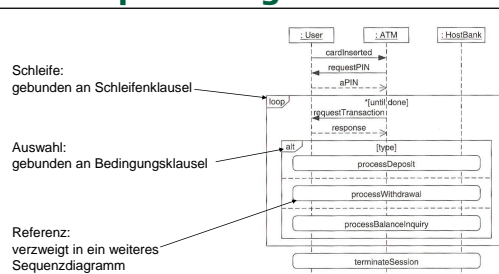 : User
: ATM
: HostBank
cardInserted
requestPIN
aPIN
Schleife:
gebunden an Schleifenklausel
loop
*[until done]
requestTransaction
response
Auswahl:
gebunden an Bedingungsklausel
alt
[type]
processDeposit
processWithdrawal
processBalanceInquiry
Referenz:
verzweigt in ein weiteres
Sequenzdiagramm
terminateSession